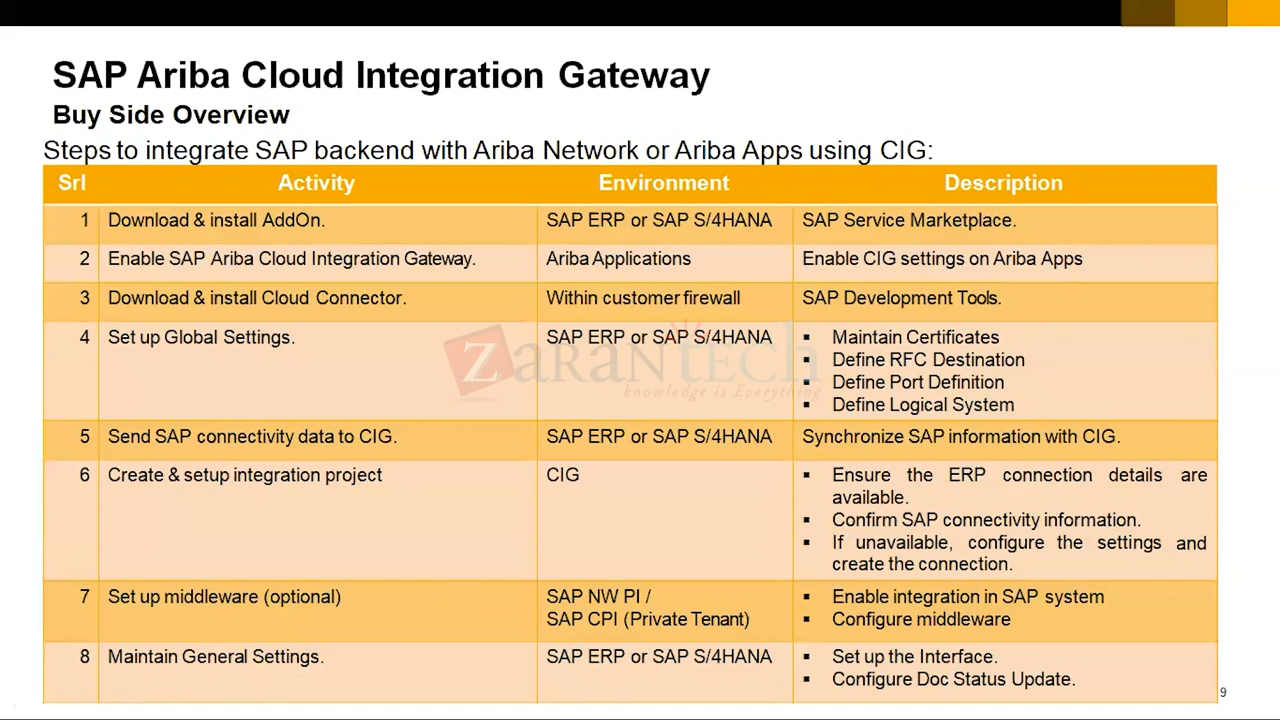 SAP Ariba Cloud Integration Gateway
Buy Side Overview
Steps to integrate SAP backend with Ariba Network or Ariba Apps using CIG:
Srl Activity Environment Description
1 Download & install AddOn. SAP ERP or SAP S/4HANA SAP Service Marketplace.
2 Enable SAP Ariba Cloud Integration Gateway. Ariba Applications Enable CIG settings on Ariba Apps
3 Download & install Cloud Connector. Within customer firewall SAP Development Tools.
4 Set up Global Settings. SAP ERP or SAP S/4HANA ▪ Maintain Certificates
▪ Define RFC Destination
▪ Define Port Definition
▪ Define Logical System
ZaranTech
knowledge is Everything
5 Send SAP connectivity data to CIG. SAP ERP or SAP S/4HANA Synchronize SAP information with CIG.
6 Create & setup integration project CIG ▪ Ensure the ERP connection details are
available.
▪ Confirm SAP connectivity information.
▪ If unavailable, configure the settings and
create the connection.
7 Set up middleware (optional) SAP NW PI / ▪ Enable integration in SAP system
SAP CPI (Private Tenant) ▪ Configure middleware
8 Maintain General Settings. SAP ERP or SAP S/4HANA ▪ Set up the Interface.
▪ Configure Doc Status Update.
9